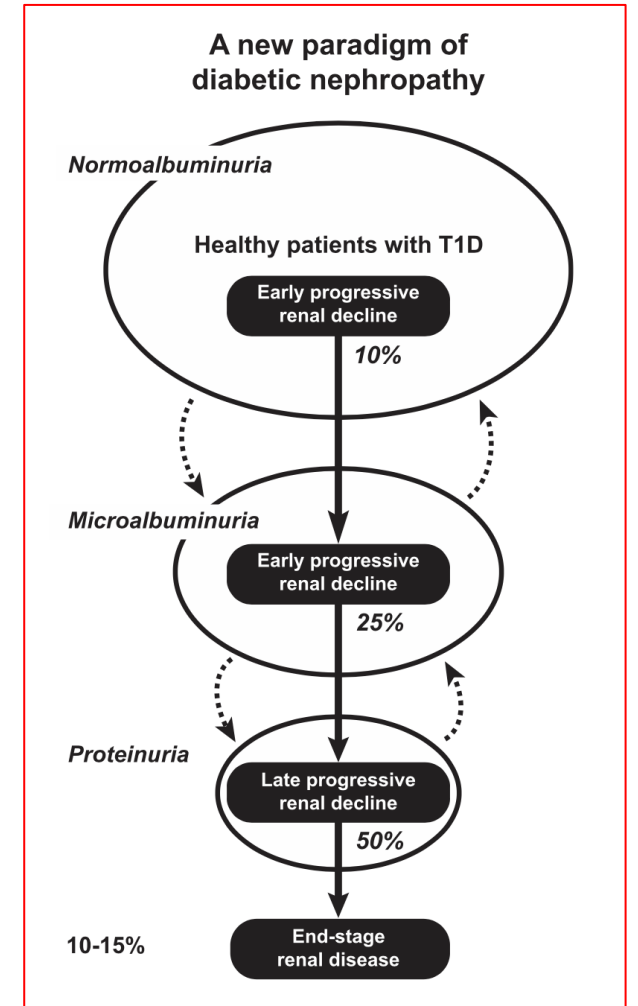 A new paradigm of
diabetic nephropathy
Normoalbuminuria
Healthy patients with T1D
Early progressive
renal decline
10%
Microalbuminuria
Early progressive
renal decline
25%
Proteinuria
Late progressive
renal decline
50%
10-15%
End-stage
renal disease